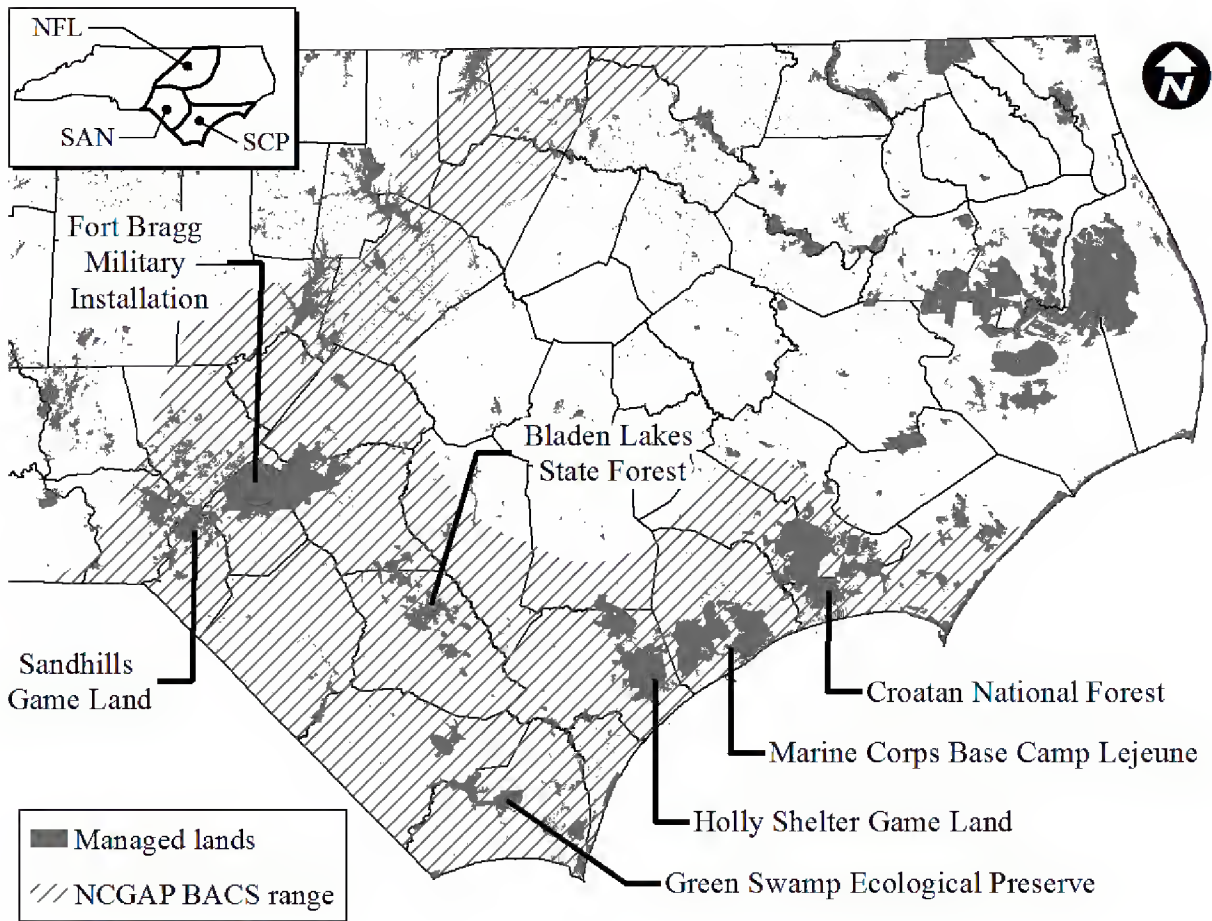 NFL
SAN
SCP
N
Fort Bragg
Military
Installation
Bladen Lakes
State Forest
Sandhills
Game Land
Croatan National Forest
Marine Corps Base Camp Lejeune
Holly Shelter Game Land
Green Swamp Ecological Preserve
Managed lands
NCGAP BACS range